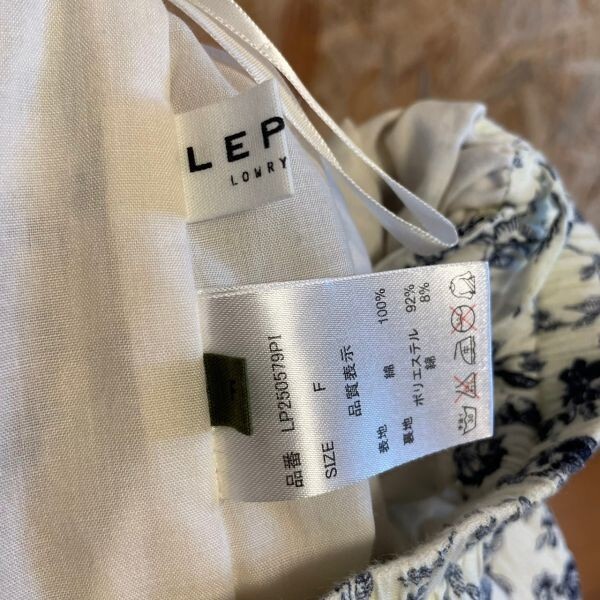 LEP
LOWRY
品番 LP250579PI
SIZE F
品質表示
表地 綿 100%
裏地 ポリエステル 92%
綿 8%